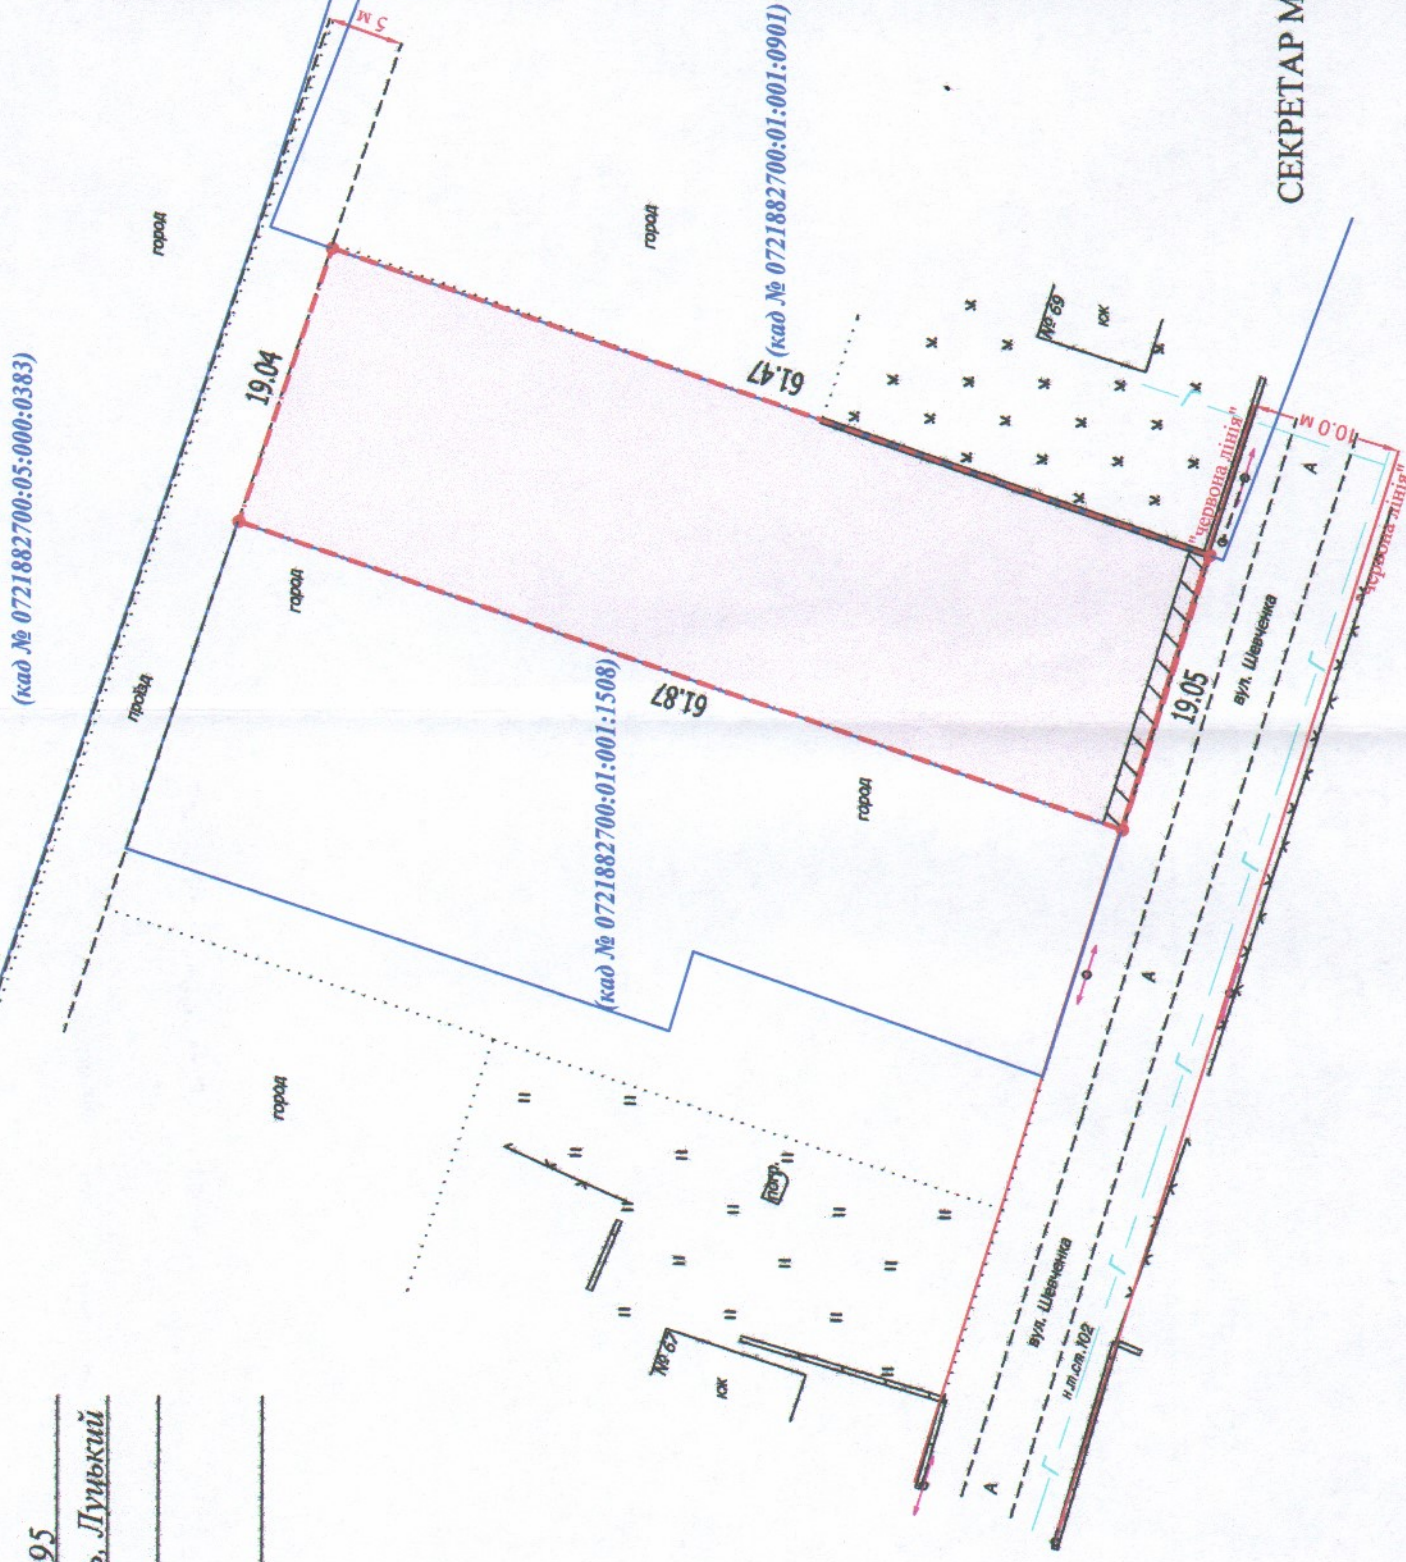 95
Луцький
(кад № 0721882700:05:000:0383)
5 м
город
город
проїзд
19.04
город
(кад № 0721882700:01:001:0901)
61.47
№ 69
КЖ
61.87
(кад № 0721882700:01:001:1508)
город
город
погр.
№ 67
КЖ
"червона лінія"
10.0 м
"червона лінія"
19.05
А
вул. Шевченка
А
вул. Шевченка
н.т.ст.102
А
СЕКРЕТАР М